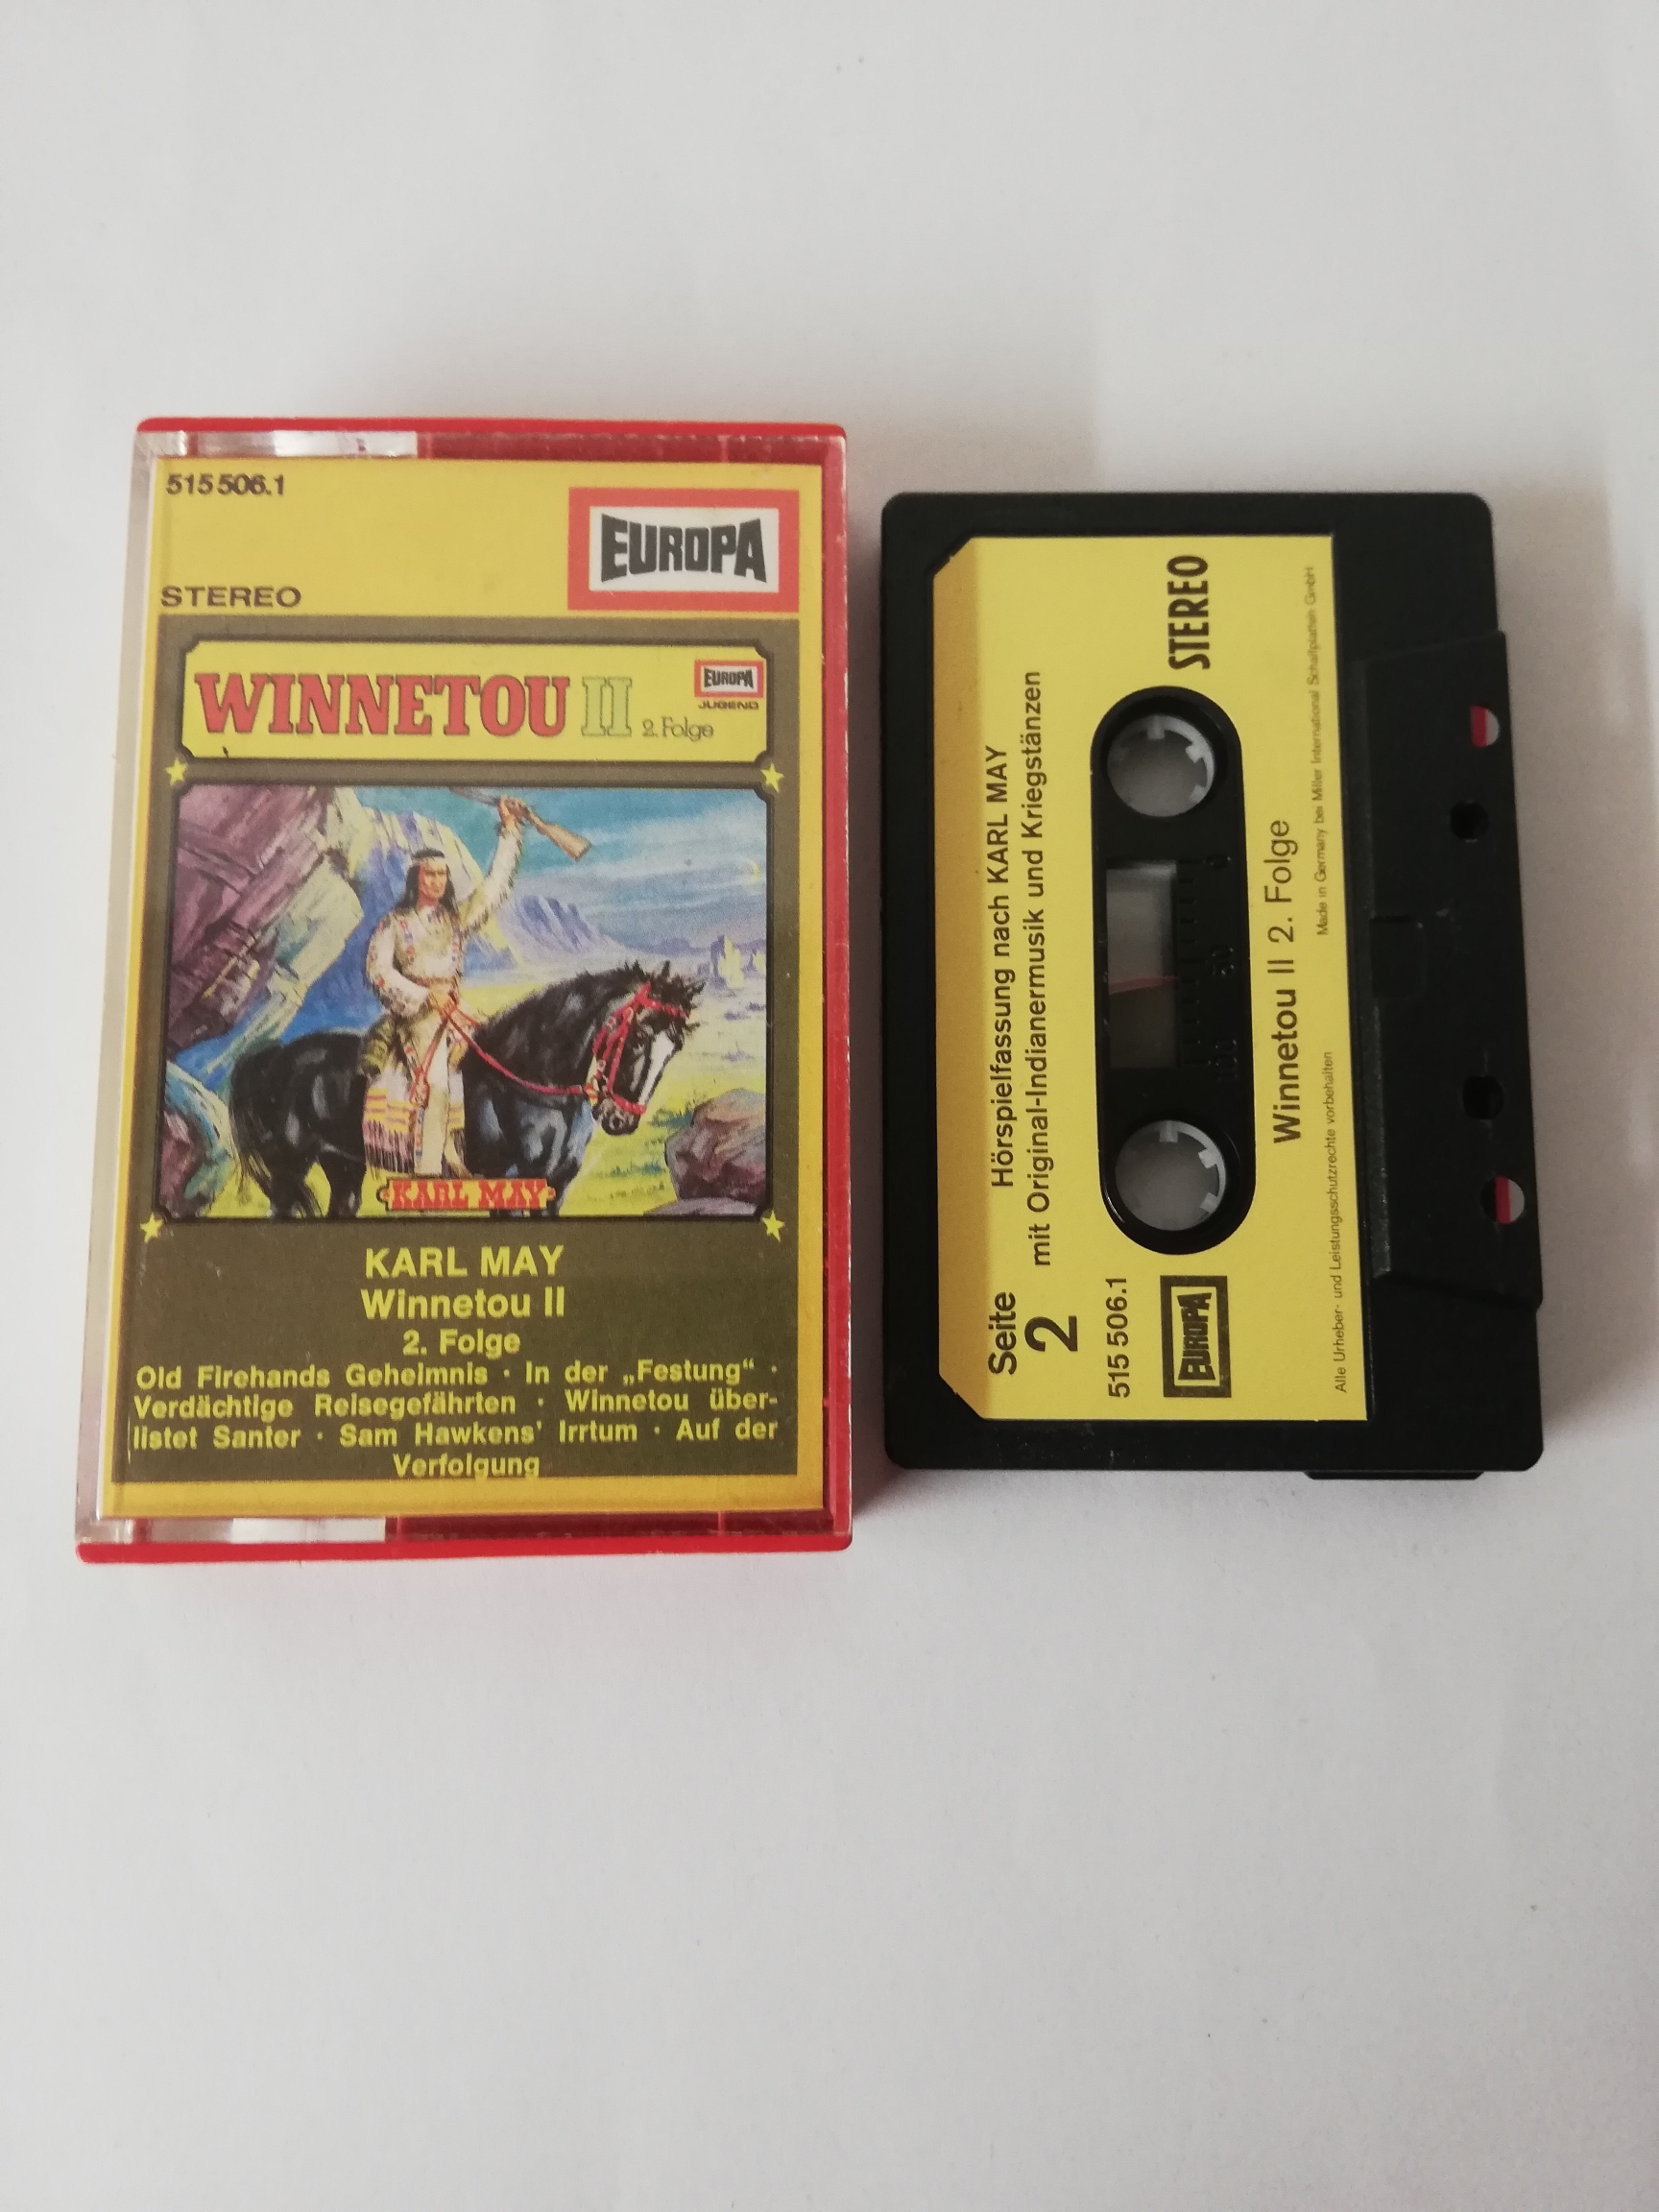 515 506.1
EUROPA
STEREO
WINNETOU II 2. Folge
EUROPA
JUGEND
KARL MAY
KARL MAY
Winnetou II
2. Folge
Old Firehands Geheimnis · In der „Festung“ ·
Verdächtige Reisegefährten · Winnetou über-
listet Santer · Sam Hawkens' Irrtum · Auf der
Verfolgung
Seite
2
Hörspielfassung nach KARL MAY
mit Original-Indianermusik und Kriegstänzen
515 506.1
STEREO
EUROPA
100 50 0
Winnetou II 2. Folge
Alle Urheber- und Leistungsschutzrechte vorbehalten
Made in Germany bei Miller International Schallplatten GmbH